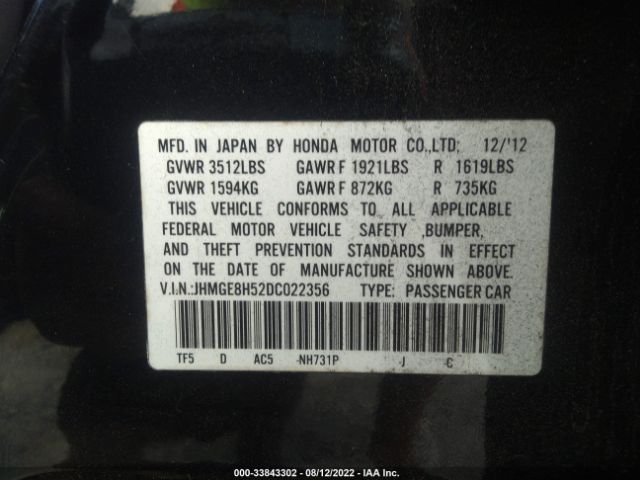 MFD. IN JAPAN BY HONDA MOTOR CO.,LTD; 12/'12
GVWR 3512LBS GAWR F 1921LBS R 1619LBS
GVWR 1594KG GAWR F 872KG R 735KG
THIS VEHICLE CONFORMS TO ALL APPLICABLE
FEDERAL MOTOR VEHICLE SAFETY ,BUMPER,
AND THEFT PREVENTION STANDARDS IN EFFECT
ON THE DATE OF MANUFACTURE SHOWN ABOVE.
V.I.N.:JHMGE8H52DC022356 TYPE: PASSENGER CAR
TF5 D AC5 -NH731P -J -C
000-33843302 - 08/12/2022 - IAA Inc.